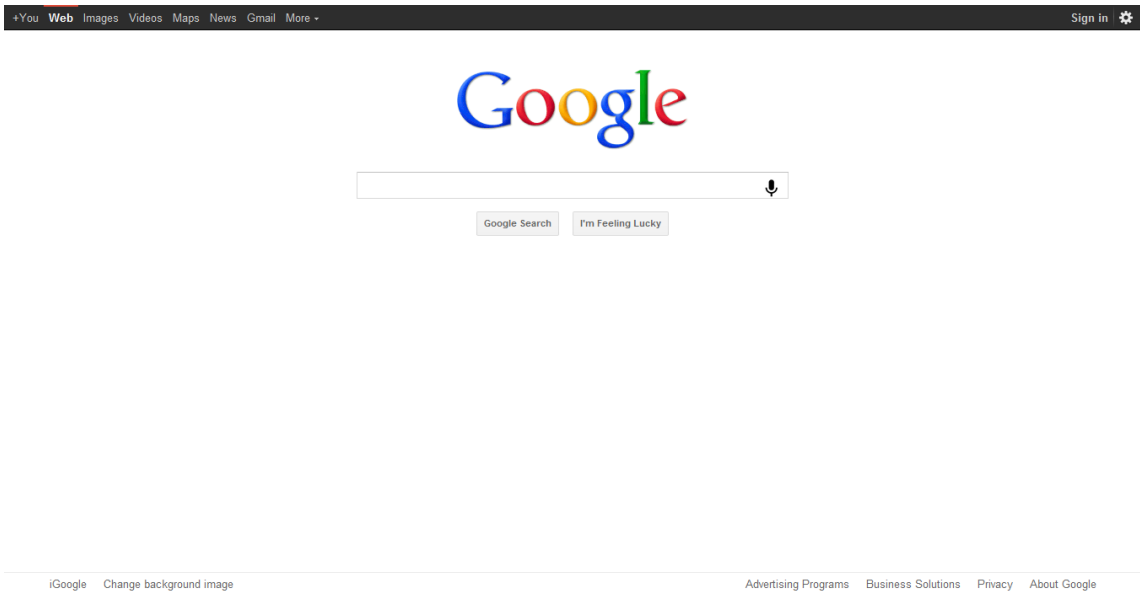 +You Web Images Videos Maps News Gmail More Sign in
Google
Google Search I'm Feeling Lucky
iGoogle Change background image Advertising Programs Business Solutions Privacy About Google